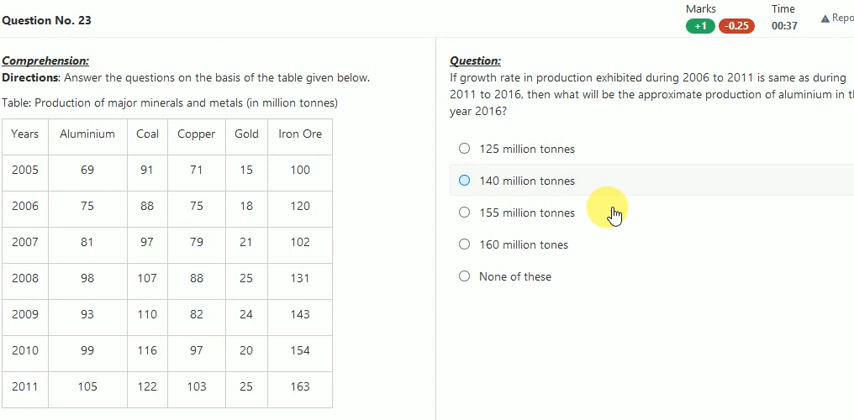 Question No. 23
Marks
Time
+1 -0.25
00:37
Repo
Comprehension:
Directions: Answer the questions on the basis of the table given below.
Table: Production of major minerals and metals (in million tonnes)
Years Aluminium Coal Copper Gold Iron Ore
2005 69 91 71 15 100
2006 75 88 75 18 120
2007 81 97 79 21 102
2008 98 107 88 25 131
2009 93 110 82 24 143
2010 99 116 97 20 154
2011 105 122 103 25 163
Question:
If growth rate in production exhibited during 2006 to 2011 is same as during
2011 to 2016, then what will be the approximate production of aluminium in t
year 2016?
125 million tonnes
140 million tonnes
155 million tonnes
160 million tones
None of these